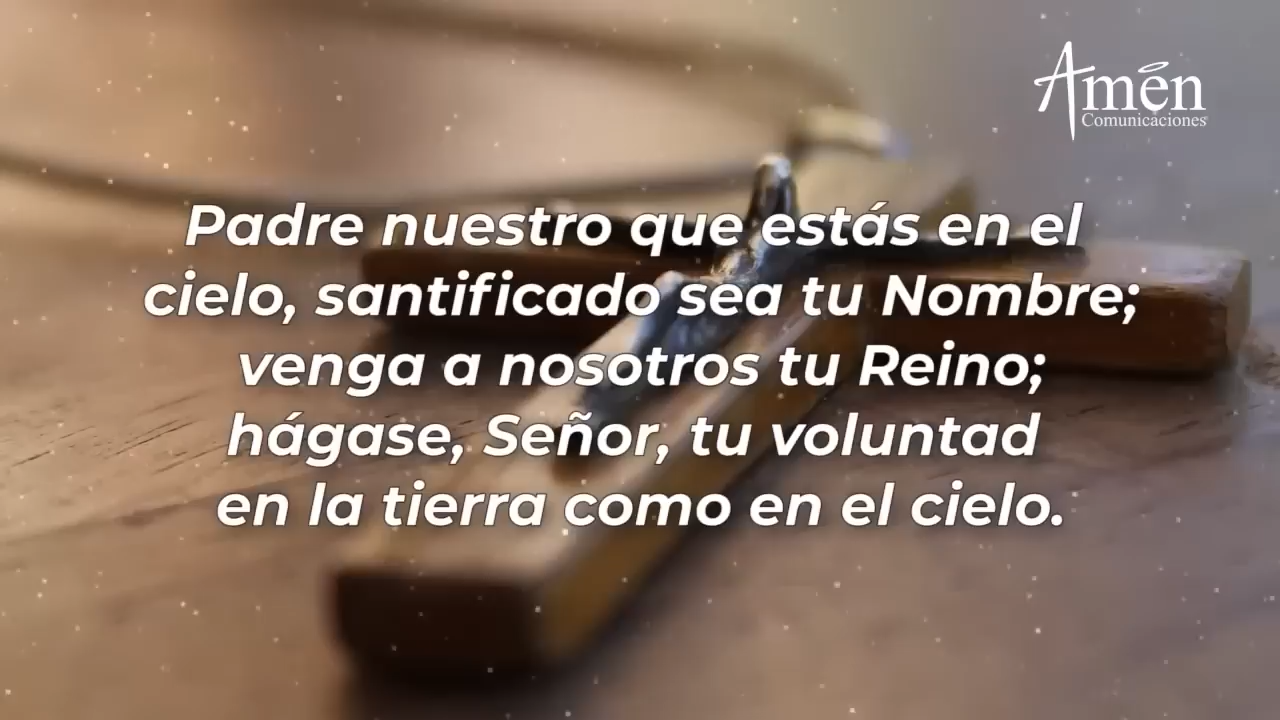 Amén
Comunicaciones
Padre nuestro que estás en el
cielo, santificado sea tu Nombre;
venga a nosotros tu Reino;
hágase, Señor, tu voluntad
en la tierra como en el cielo.